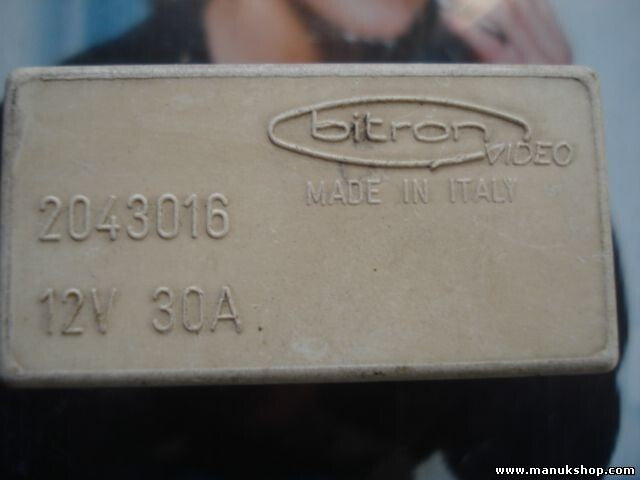 bitron
VIDEO
MADE IN ITALY
2043016
12V 30A
www.manukshop.com